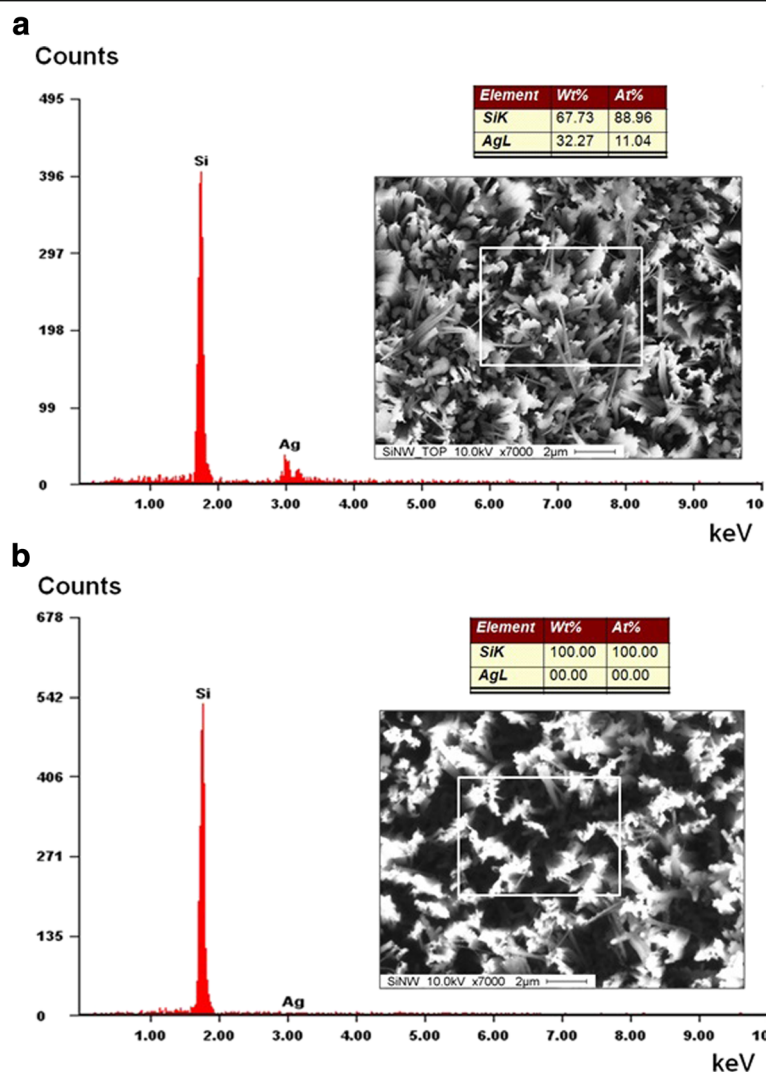 a
Counts
495
396
297
198
99
0
Si
Ag
1.00 2.00 3.00 4.00 5.00 6.00 7.00 8.00 9.00 10
keV
Element Wt% At%
SiK 67.73 88.96
AgL 32.27 11.04
SiNW_TOP 10.0kV x7000 2µm
b
Counts
678
542
406
271
135
0
Si
Ag
1.00 2.00 3.00 4.00 5.00 6.00 7.00 8.00 9.00 10
keV
Element Wt% At%
SiK 100.00 100.00
AgL 00.00 00.00
SiNW 10.0kV x7000 2µm